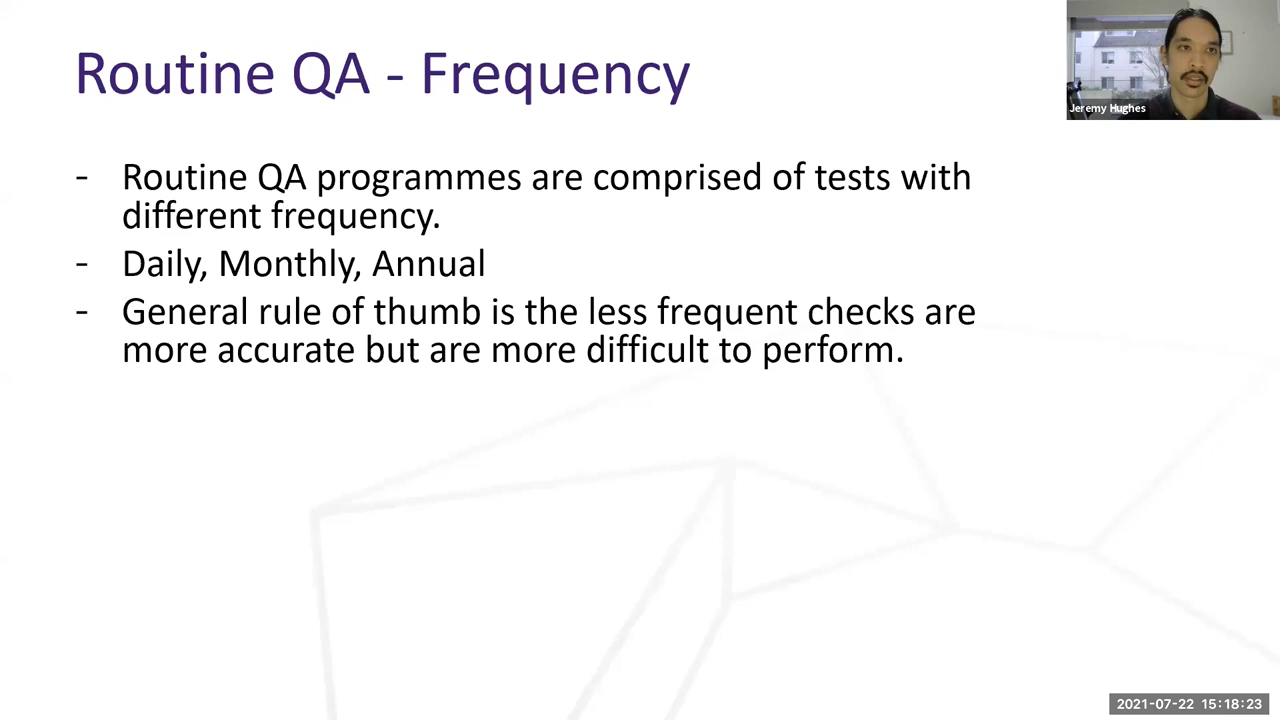 Routine QA - Frequency
Jeremy Hughes
- Routine QA programmes are comprised of tests with
different frequency.
- Daily, Monthly, Annual
- General rule of thumb is the less frequent checks are
more accurate but are more difficult to perform.
2021-07-22 15:18:23